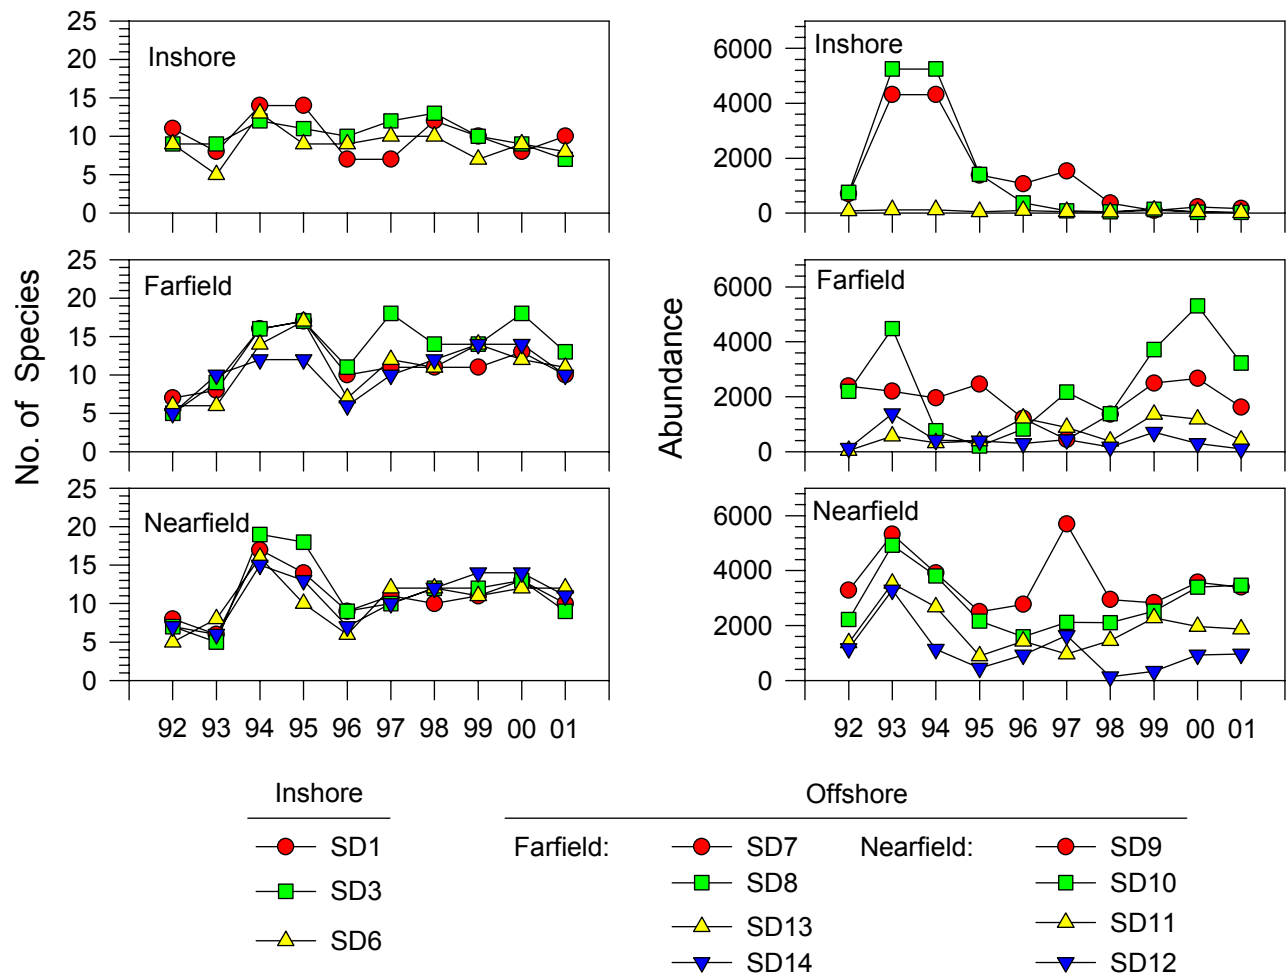 No. of Species
25
20
15
10
5
0
Inshore
25
20
15
10
5
0
Farfield
25
20
15
10
5
0
Nearfield
92 93 94 95 96 97 98 99 00 01
Abundance
6000
4000
2000
0
Inshore
6000
4000
2000
0
Farfield
6000
4000
2000
0
Nearfield
92 93 94 95 96 97 98 99 00 01
Inshore
SD1
SD3
SD6
Offshore
Farfield:
SD7
SD8
SD13
SD14
Nearfield:
SD9
SD10
SD11
SD12